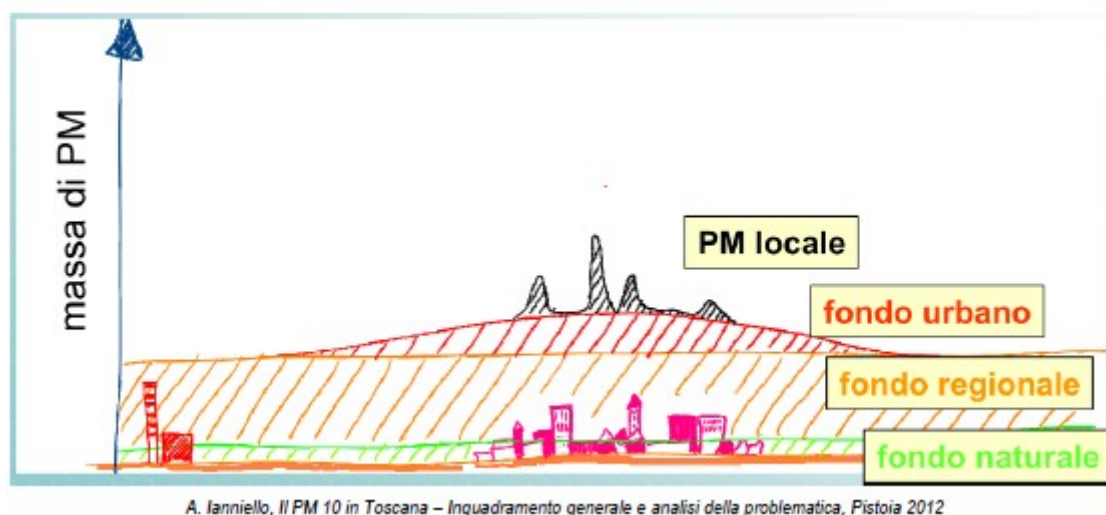 massa di PM
PM locale
fondo urbano
fondo regionale
fondo naturale
A. Ianniello, Il PM 10 in Toscana – Inquadramento generale e analisi della problematica, Pistoia 2012